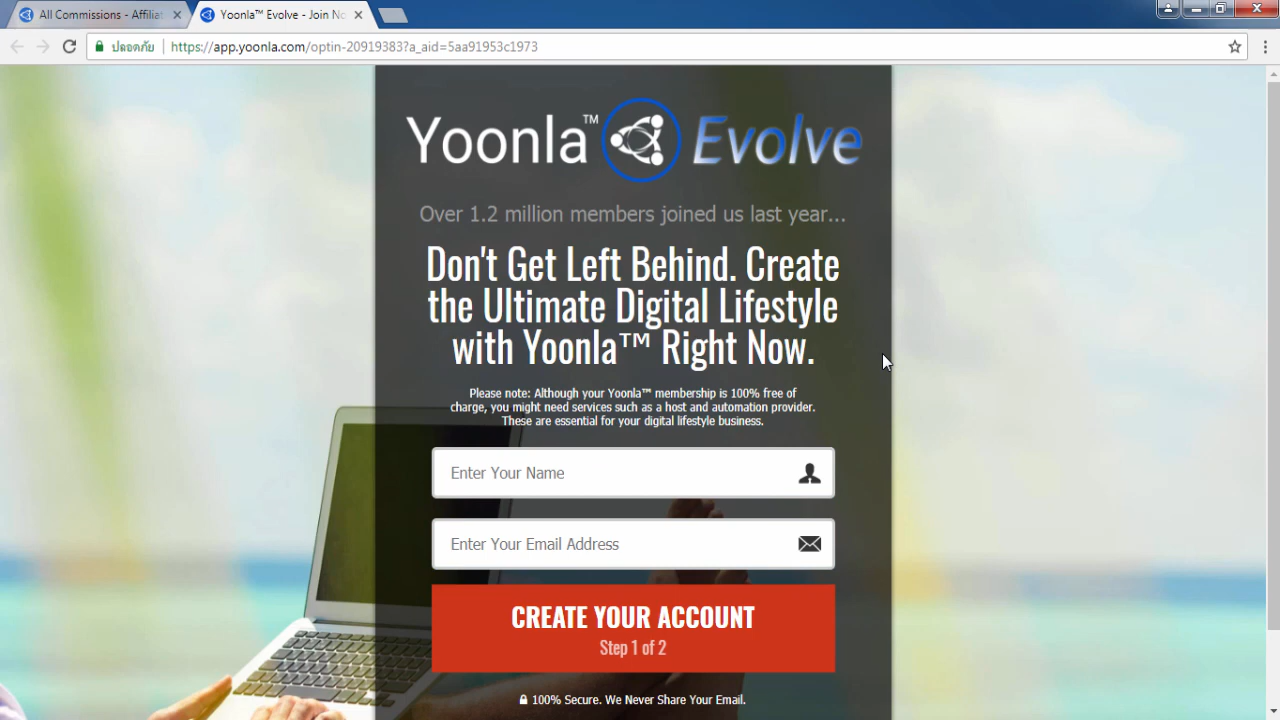 All Commissions - Affiliat
Yoonla™ Evolve - Join No
ปลอดภัย
https://app.yoonla.com/optin-20919383?a_aid=5aa91953c1973
Yoonla™ Evolve
Over 1.2 million members joined us last year...
Don't Get Left Behind. Create
the Ultimate Digital Lifestyle
with Yoonla™ Right Now.
Please note: Although your Yoonla™ membership is 100% free of
charge, you might need services such as a host and automation provider.
These are essential for your digital lifestyle business.
Enter Your Name
Enter Your Email Address
CREATE YOUR ACCOUNT
Step 1 of 2
100% Secure. We Never Share Your Email.